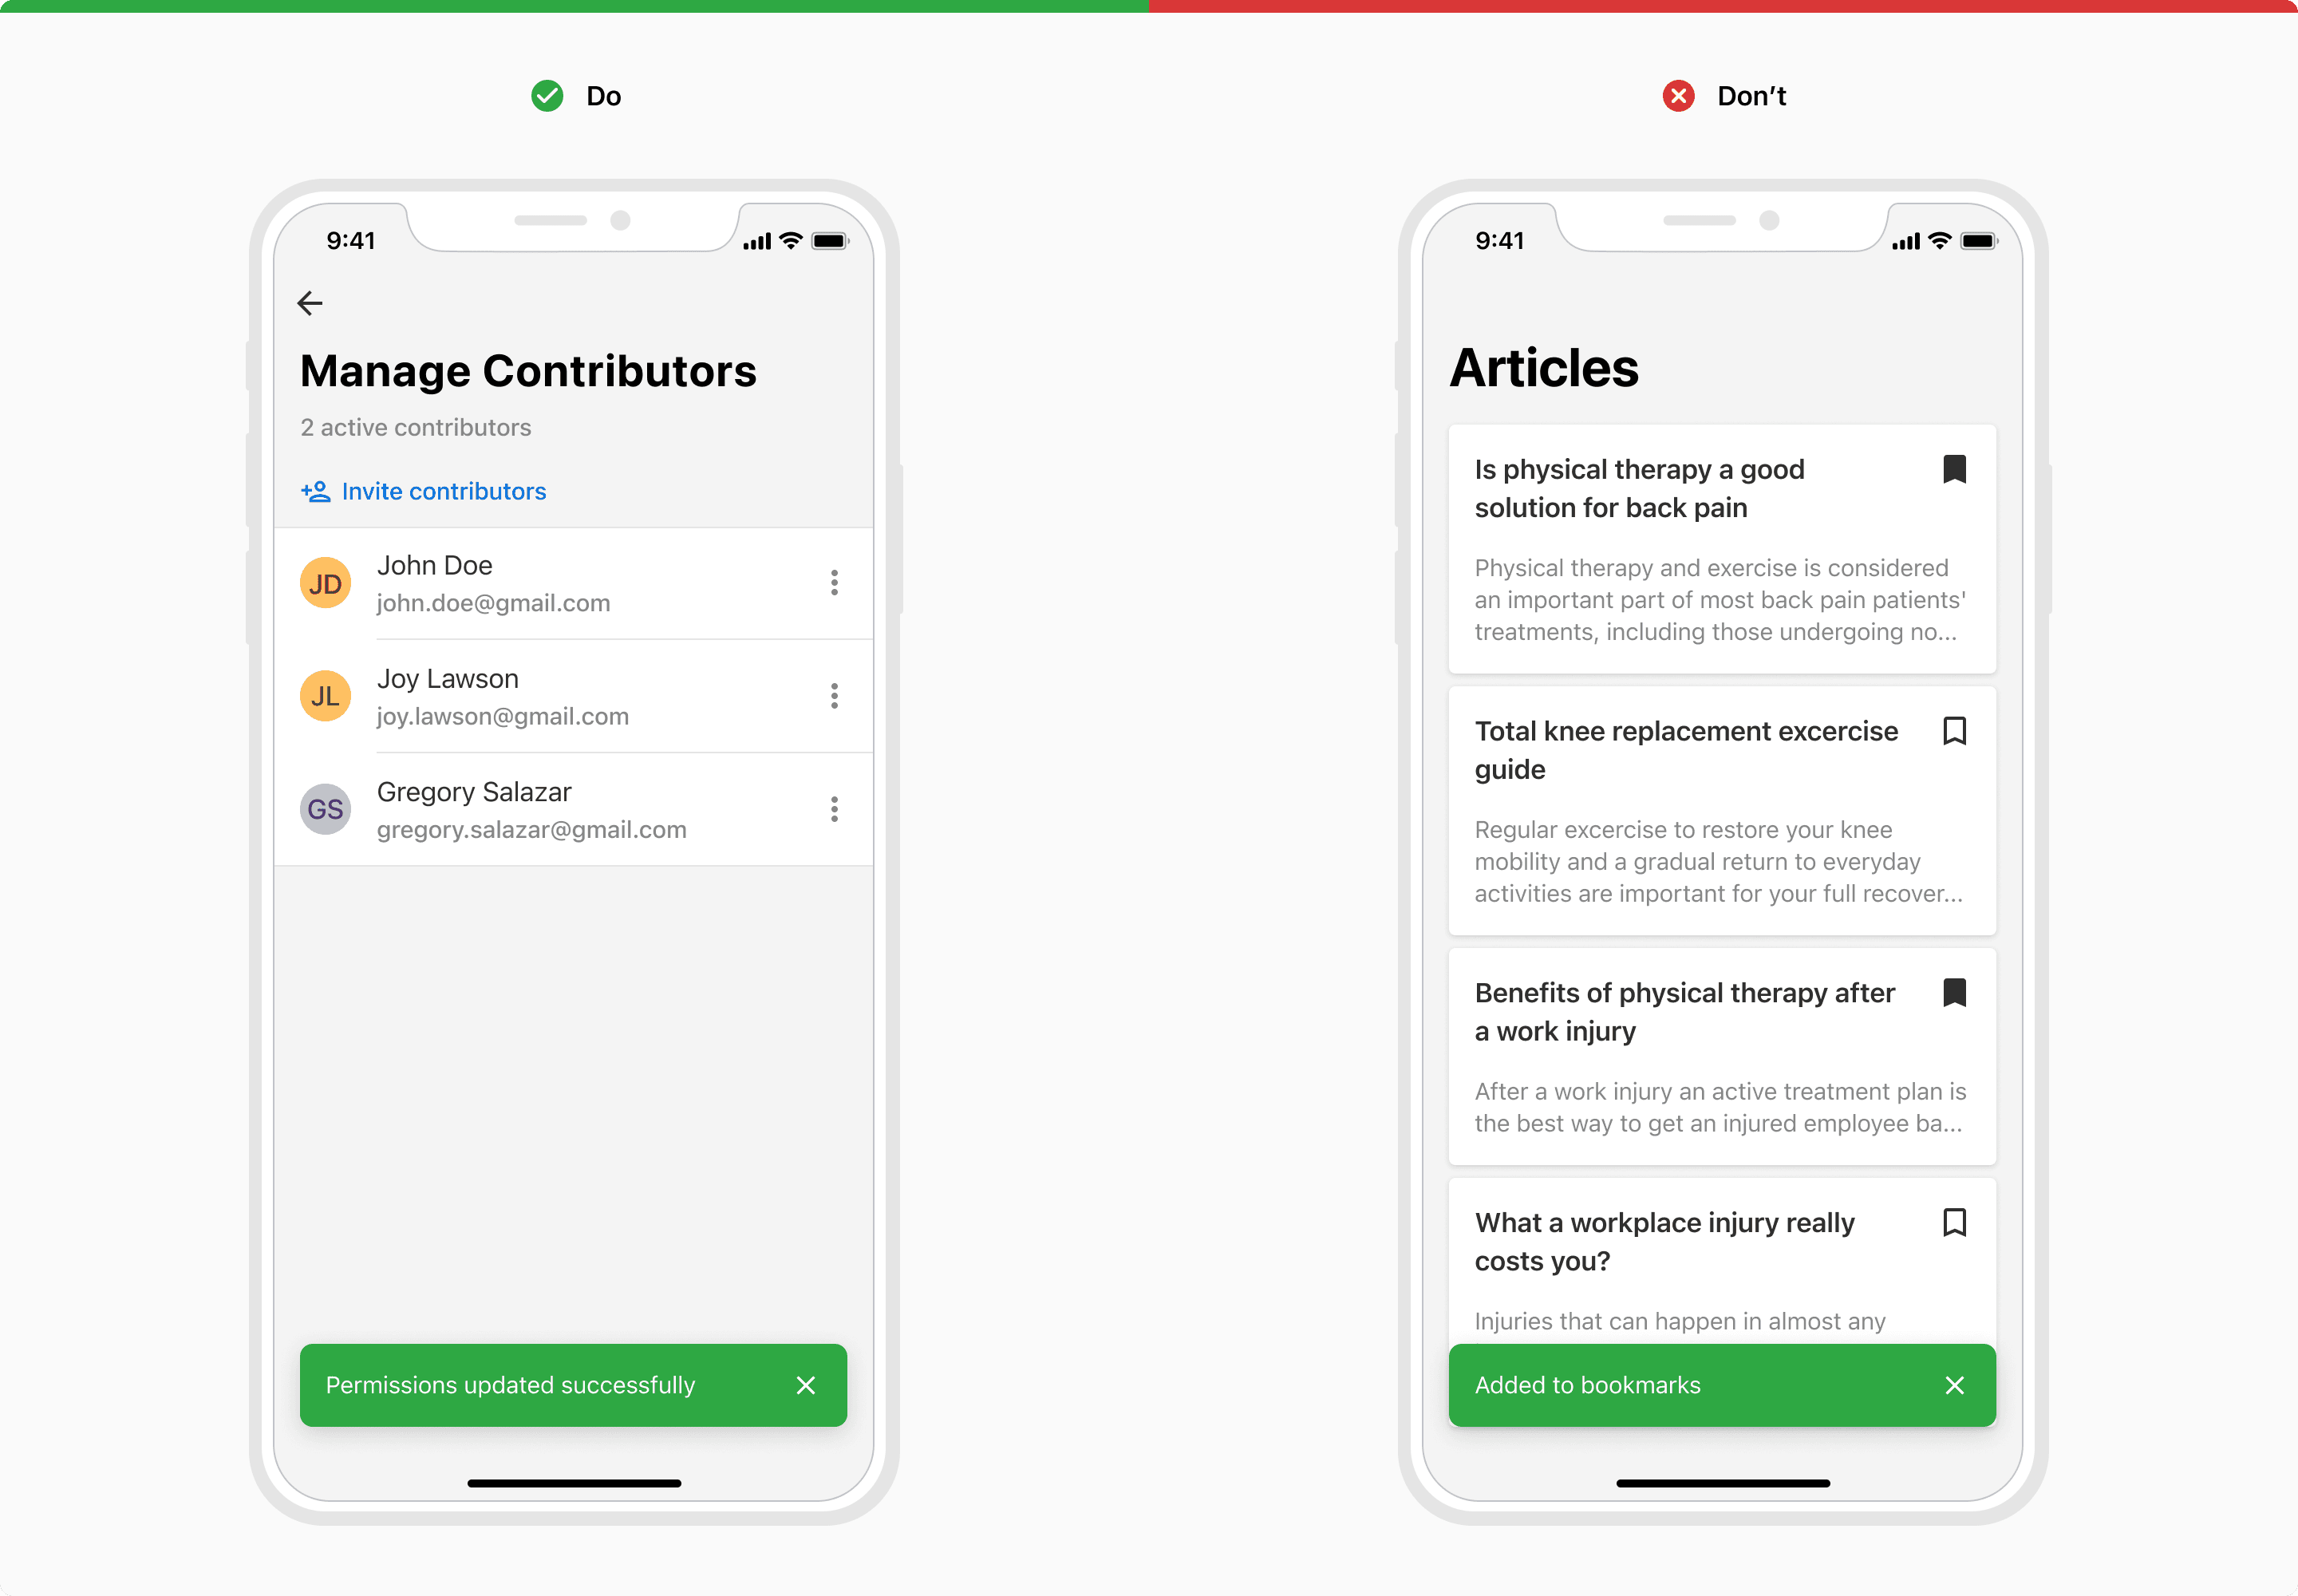 Do
9:41
Manage Contributors
2 active contributors
Invite contributors
JD
John Doe
john.doe@gmail.com
JL
Joy Lawson
joy.lawson@gmail.com
GS
Gregory Salazar
gregory.salazar@gmail.com
Permissions updated successfully
Don’t
9:41
Articles
Is physical therapy a good
solution for back pain
Physical therapy and exercise is considered
an important part of most back pain patients'
treatments, including those undergoing no...
Total knee replacement excercise
guide
Regular excercise to restore your knee
mobility and a gradual return to everyday
activities are important for your full recover...
Benefits of physical therapy after
a work injury
After a work injury an active treatment plan is
the best way to get an injured employee ba...
What a workplace injury really
costs you?
Injuries that can happen in almost any
Added to bookmarks